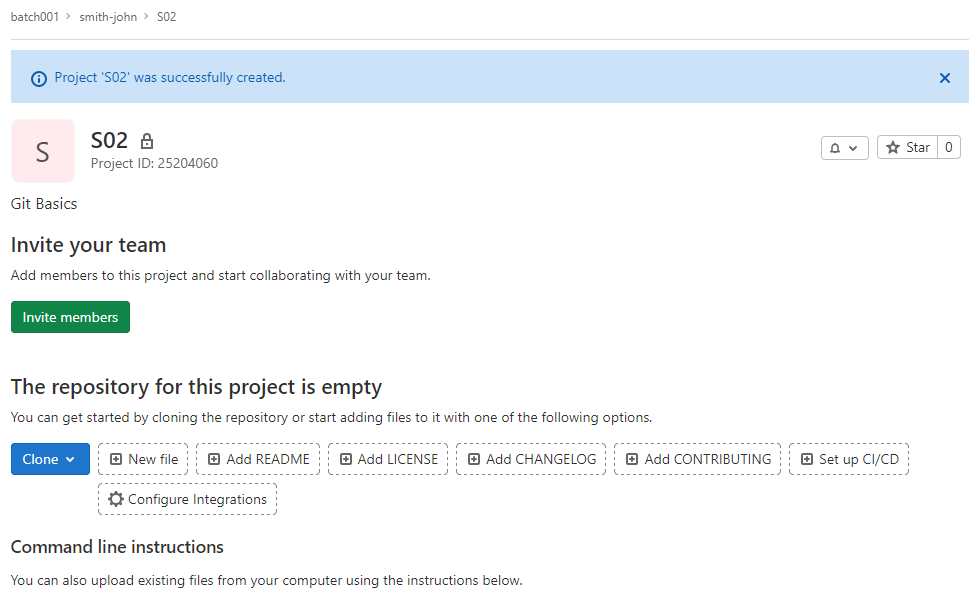 batch001 > smith-john > S02
Project 'S02' was successfully created.
S
S02
Project ID: 25204060
Star 0
Git Basics
Invite your team
Add members to this project and start collaborating with your team.
Invite members
The repository for this project is empty
You can get started by cloning the repository or start adding files to it with one of the following options.
Clone New file Add README Add LICENSE Add CHANGELOG Add CONTRIBUTING Set up CI/CD
Configure Integrations
Command line instructions
You can also upload existing files from your computer using the instructions below.